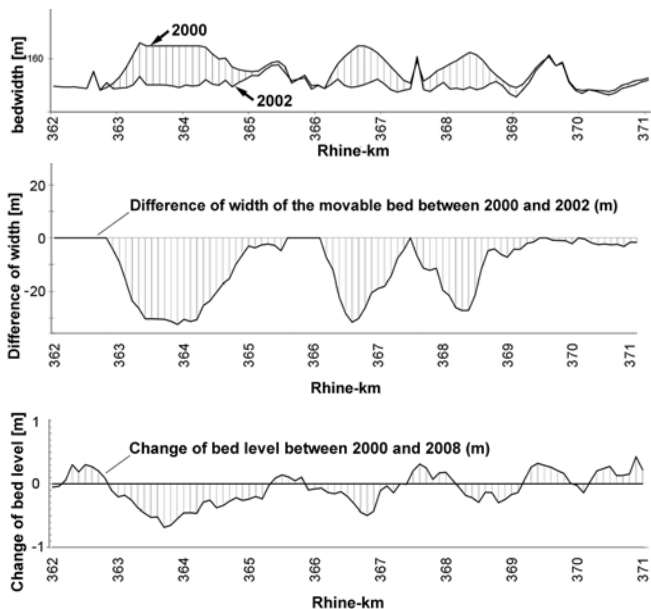 2000
160
2002
bedwidth [m]
362 363 364 365 366 367 368 369 370 371
Rhine-km
20
0
-20
Difference of width of the movable bed between 2000 and 2002 (m)
Difference of width [m]
362 363 364 365 366 367 368 369 370 371
Rhine-km
1
0
-1
Change of bed level between 2000 and 2008 (m)
Change of bed level [m]
362 363 364 365 366 367 368 369 370 371
Rhine-km